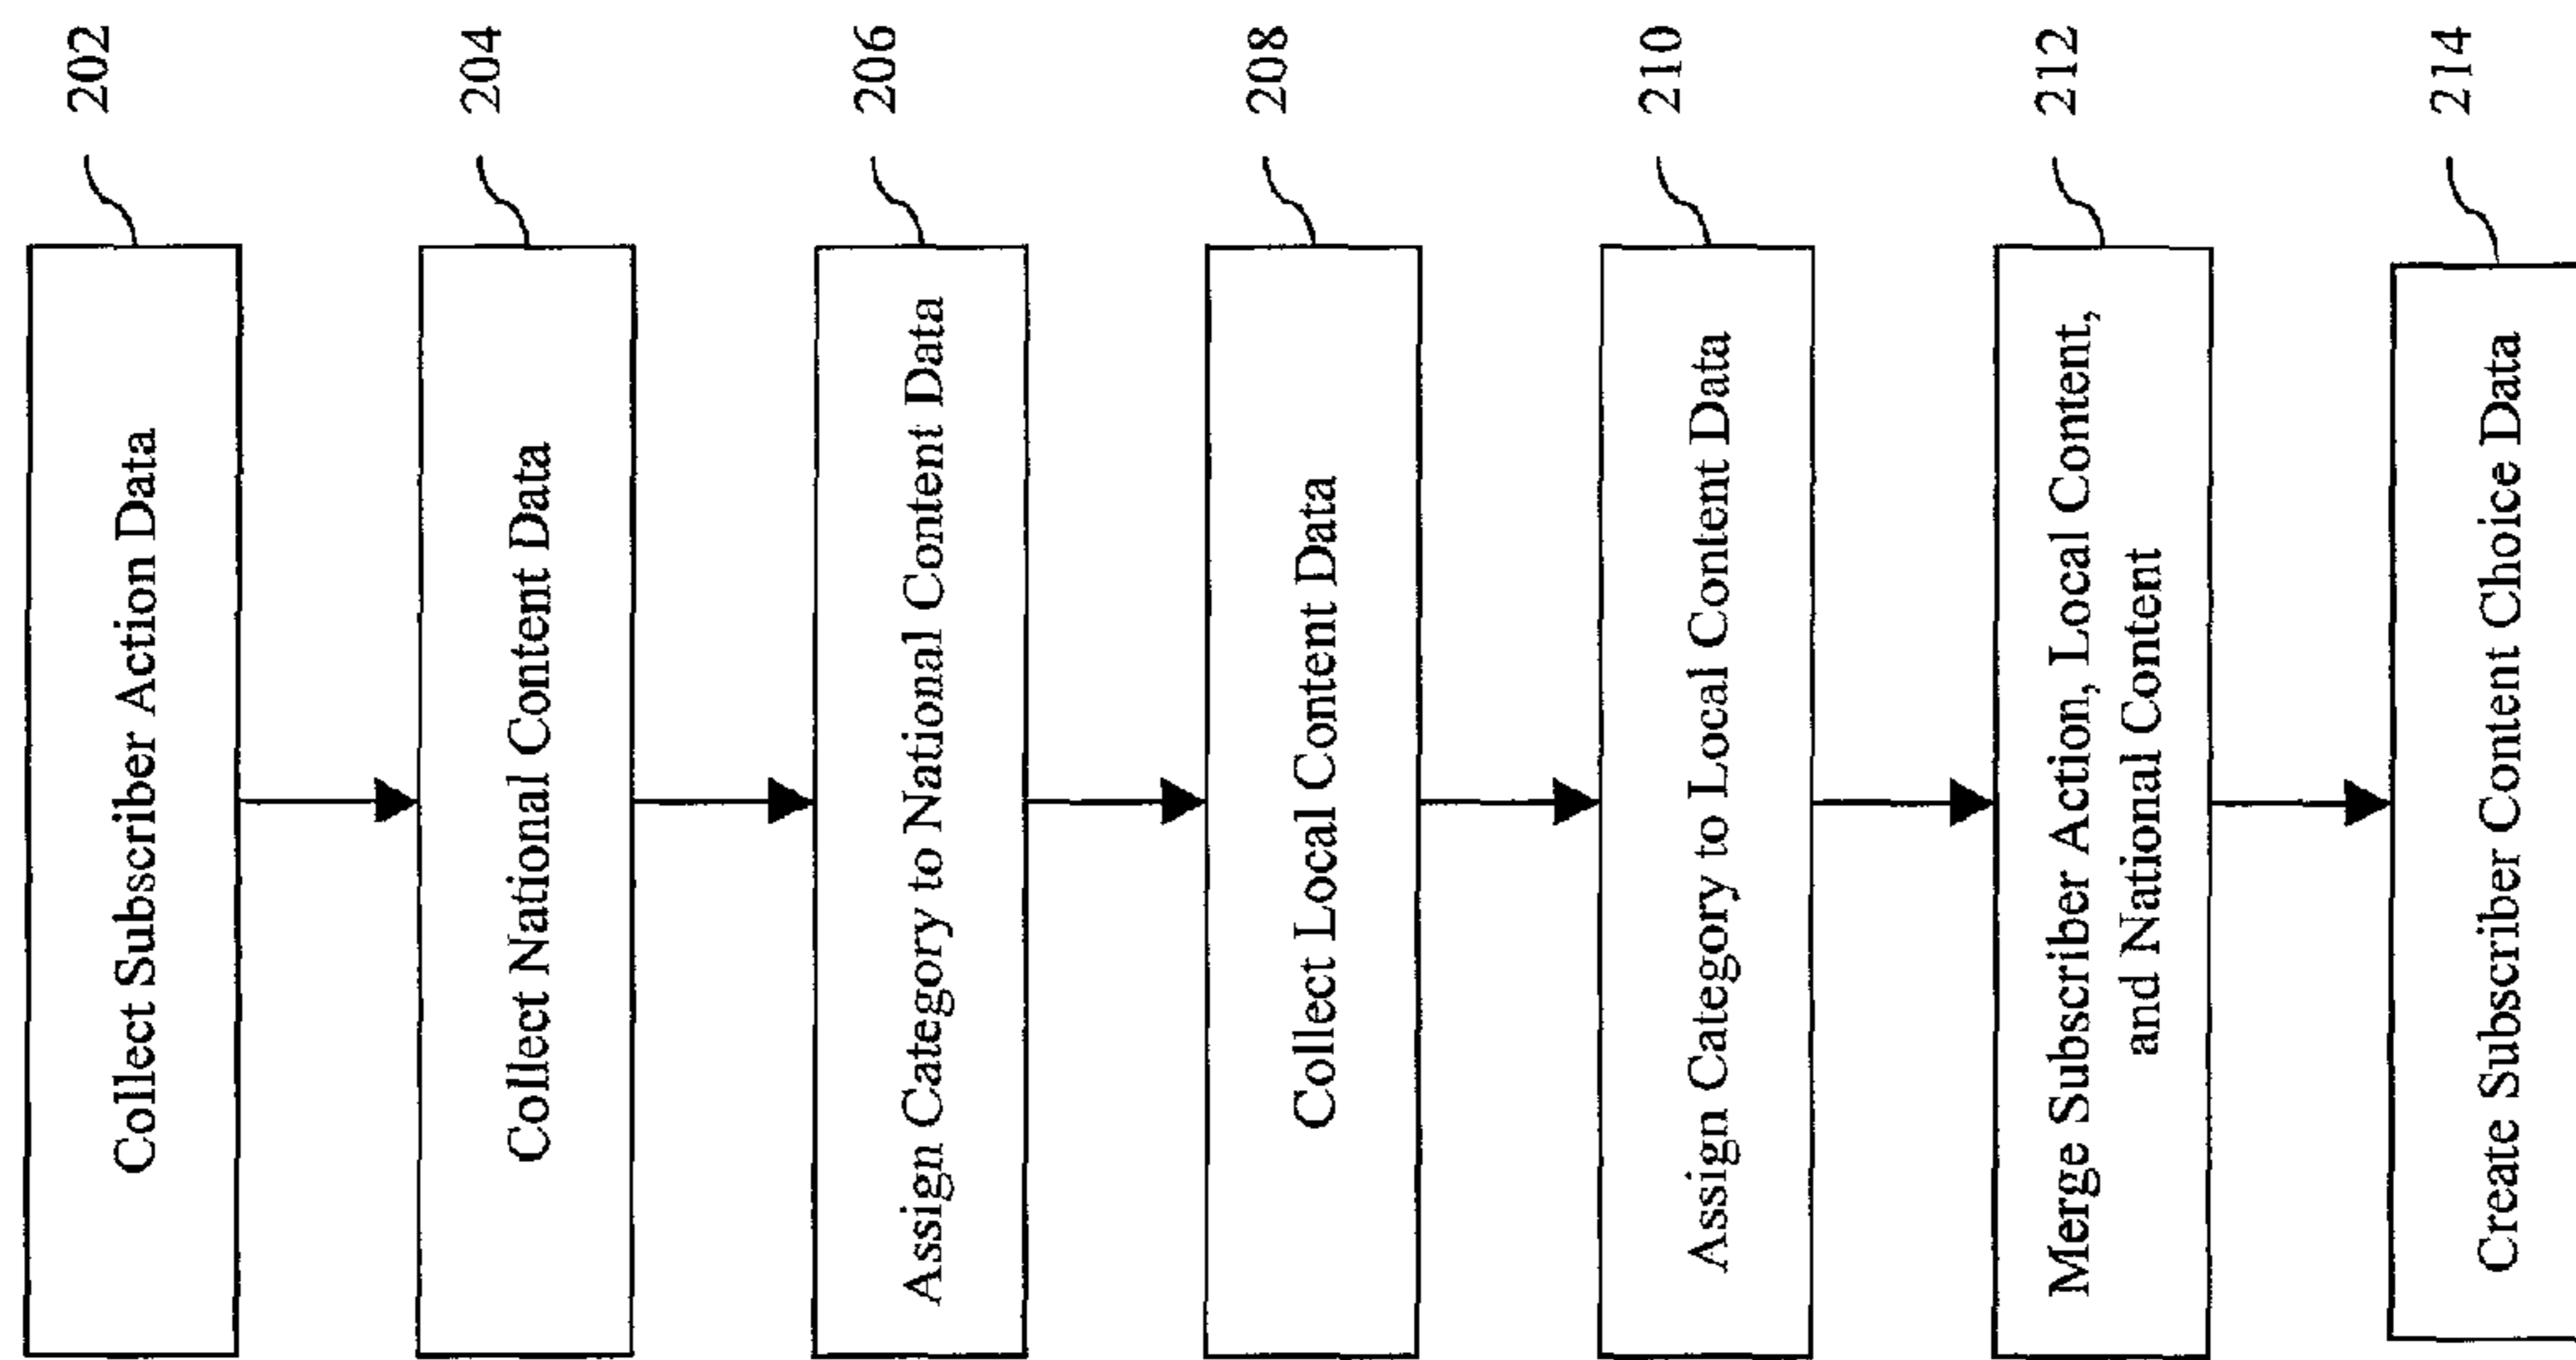 Collect Subscriber Action Data
202
Collect National Content Data
204
Assign Category to National Content Data
206
Collect Local Content Data
208
Assign Category to Local Content Data
210
Merge Subscriber Action, Local Content,
and National Content
212
Create Subscriber Content Choice Data
214